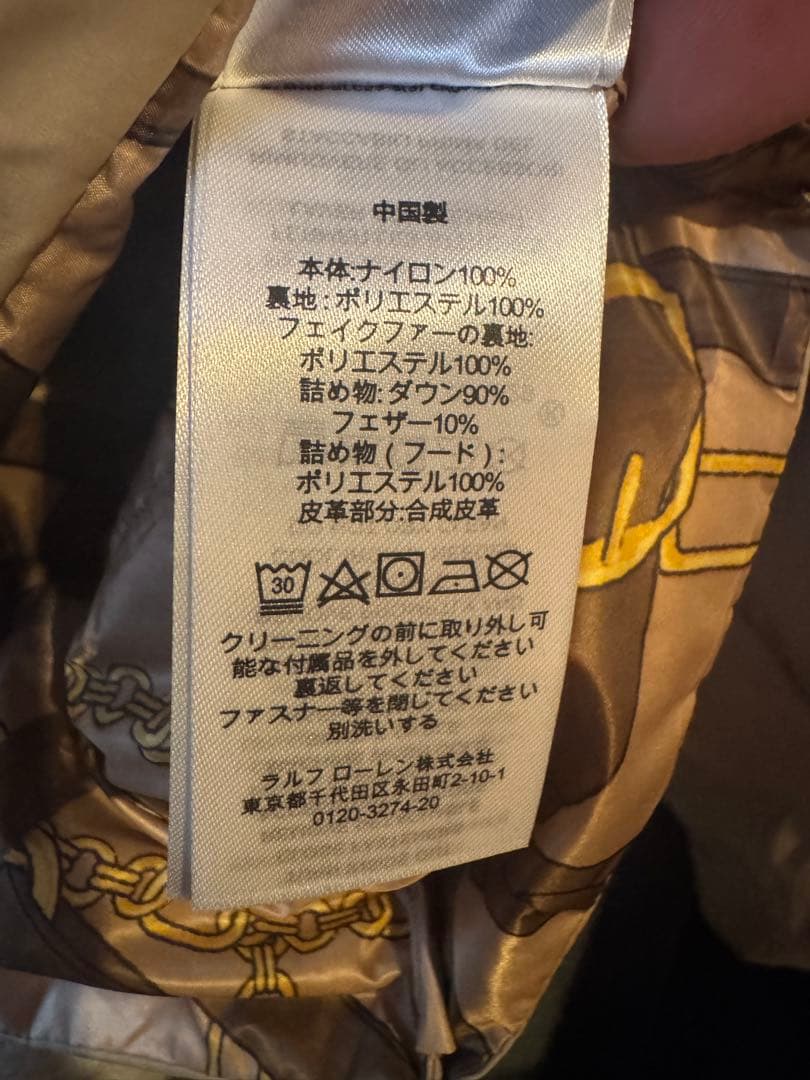 中国製
本体:ナイロン100%
裏地:ポリエステル100%
フェイクファーの裏地:
ポリエステル100%
詰め物:ダウン90%
フェザー10%
詰め物(フード):
ポリエステル100%
皮革部分:合成皮革
30
クリーニングの前に取り外し可
能な付属品を外してください
裏返してください
ファスナー等を閉じてください
別洗いする
ラルフ ローレン株式会社
東京都千代田区永田町2-10-1
0120-3274-20